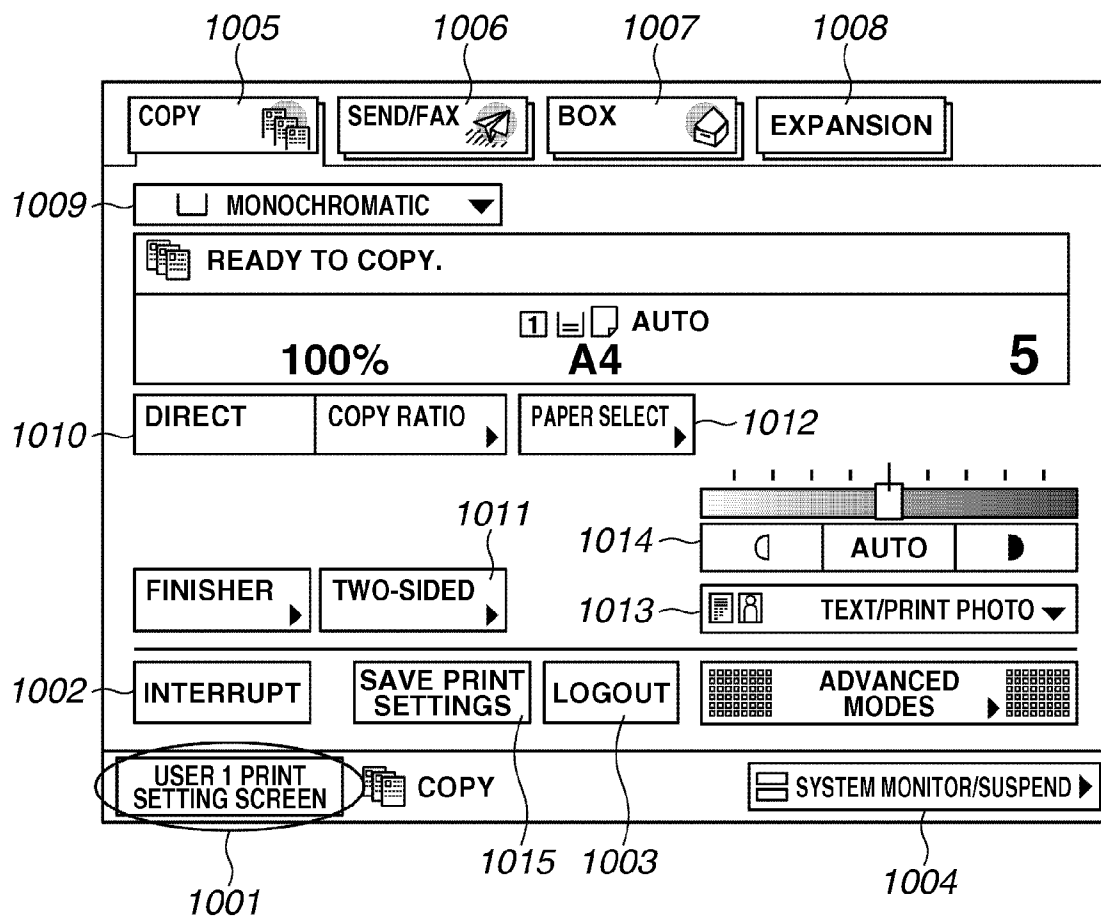 1005 1006 1007 1008
COPY SEND/FAX BOX EXPANSION
1009 MONOCHROMATIC
READY TO COPY.
1 AUTO
100% A4 5
1010 DIRECT COPY RATIO PAPER SELECT 1012
1011
1014 AUTO
FINISHER TWO-SIDED 1013 TEXT/PRINT PHOTO
1002 INTERRUPT SAVE PRINT
SETTINGS LOGOUT ADVANCED
MODES
USER 1 PRINT
SETTING SCREEN COPY SYSTEM MONITOR/SUSPEND
1001 1015 1003 1004